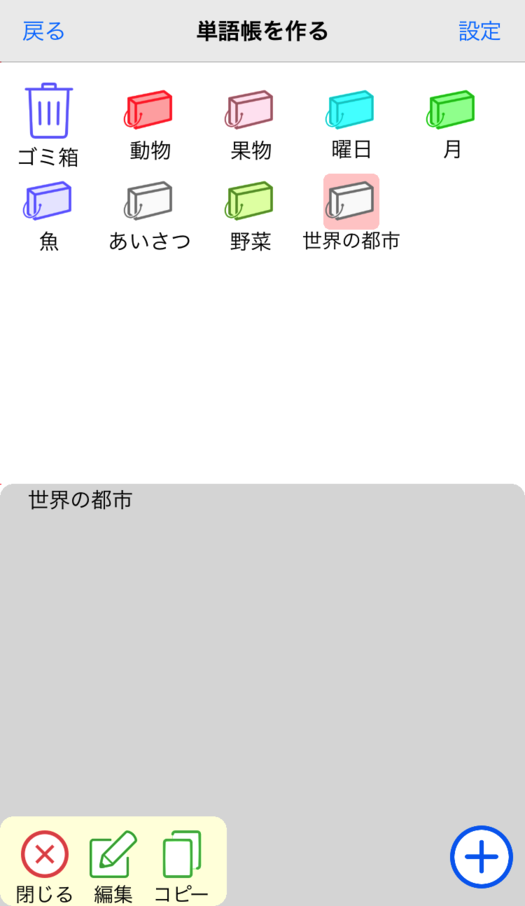 戻る 単語帳を作る 設定
ゴミ箱 動物 果物 曜日 月
魚 あいさつ 野菜 世界の都市
世界の都市
閉じる 編集 コピー